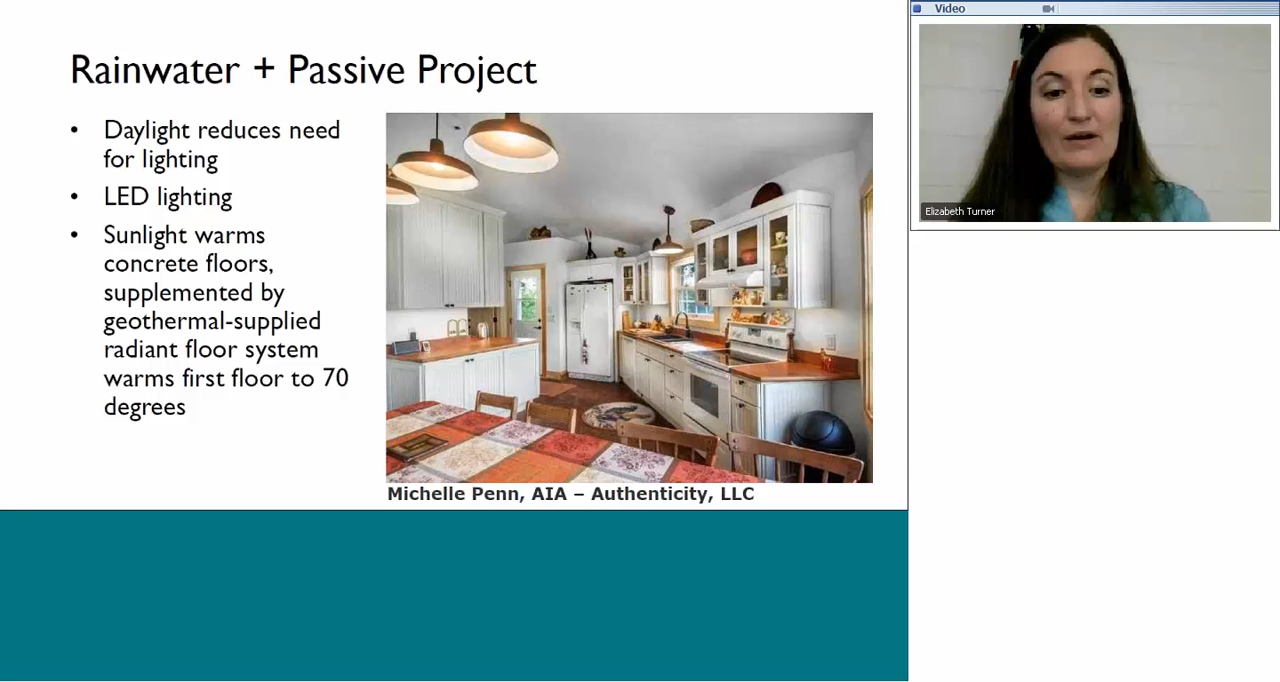 Rainwater + Passive Project
• Daylight reduces need
for lighting
• LED lighting
• Sunlight warms
concrete floors,
supplemented by
geothermal-supplied
radiant floor system
warms first floor to 70
degrees
Michelle Penn, AIA – Authenticity, LLC
Video
Elizabeth Turner